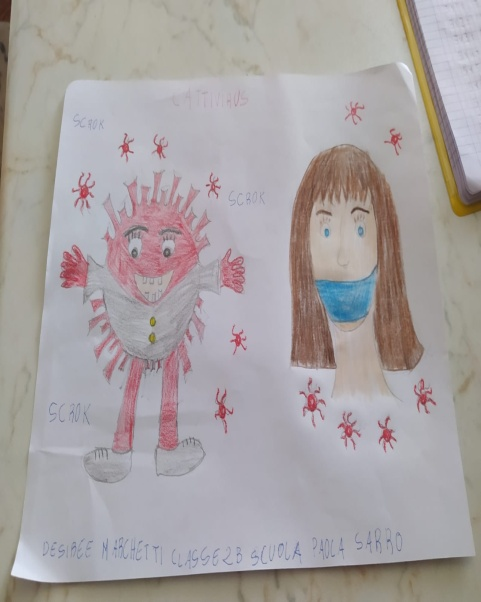 SCROK
SCROK
SCROK
DESIREE MARCHETTI CLASSE 2B SCUOLA PAOLA SARRO